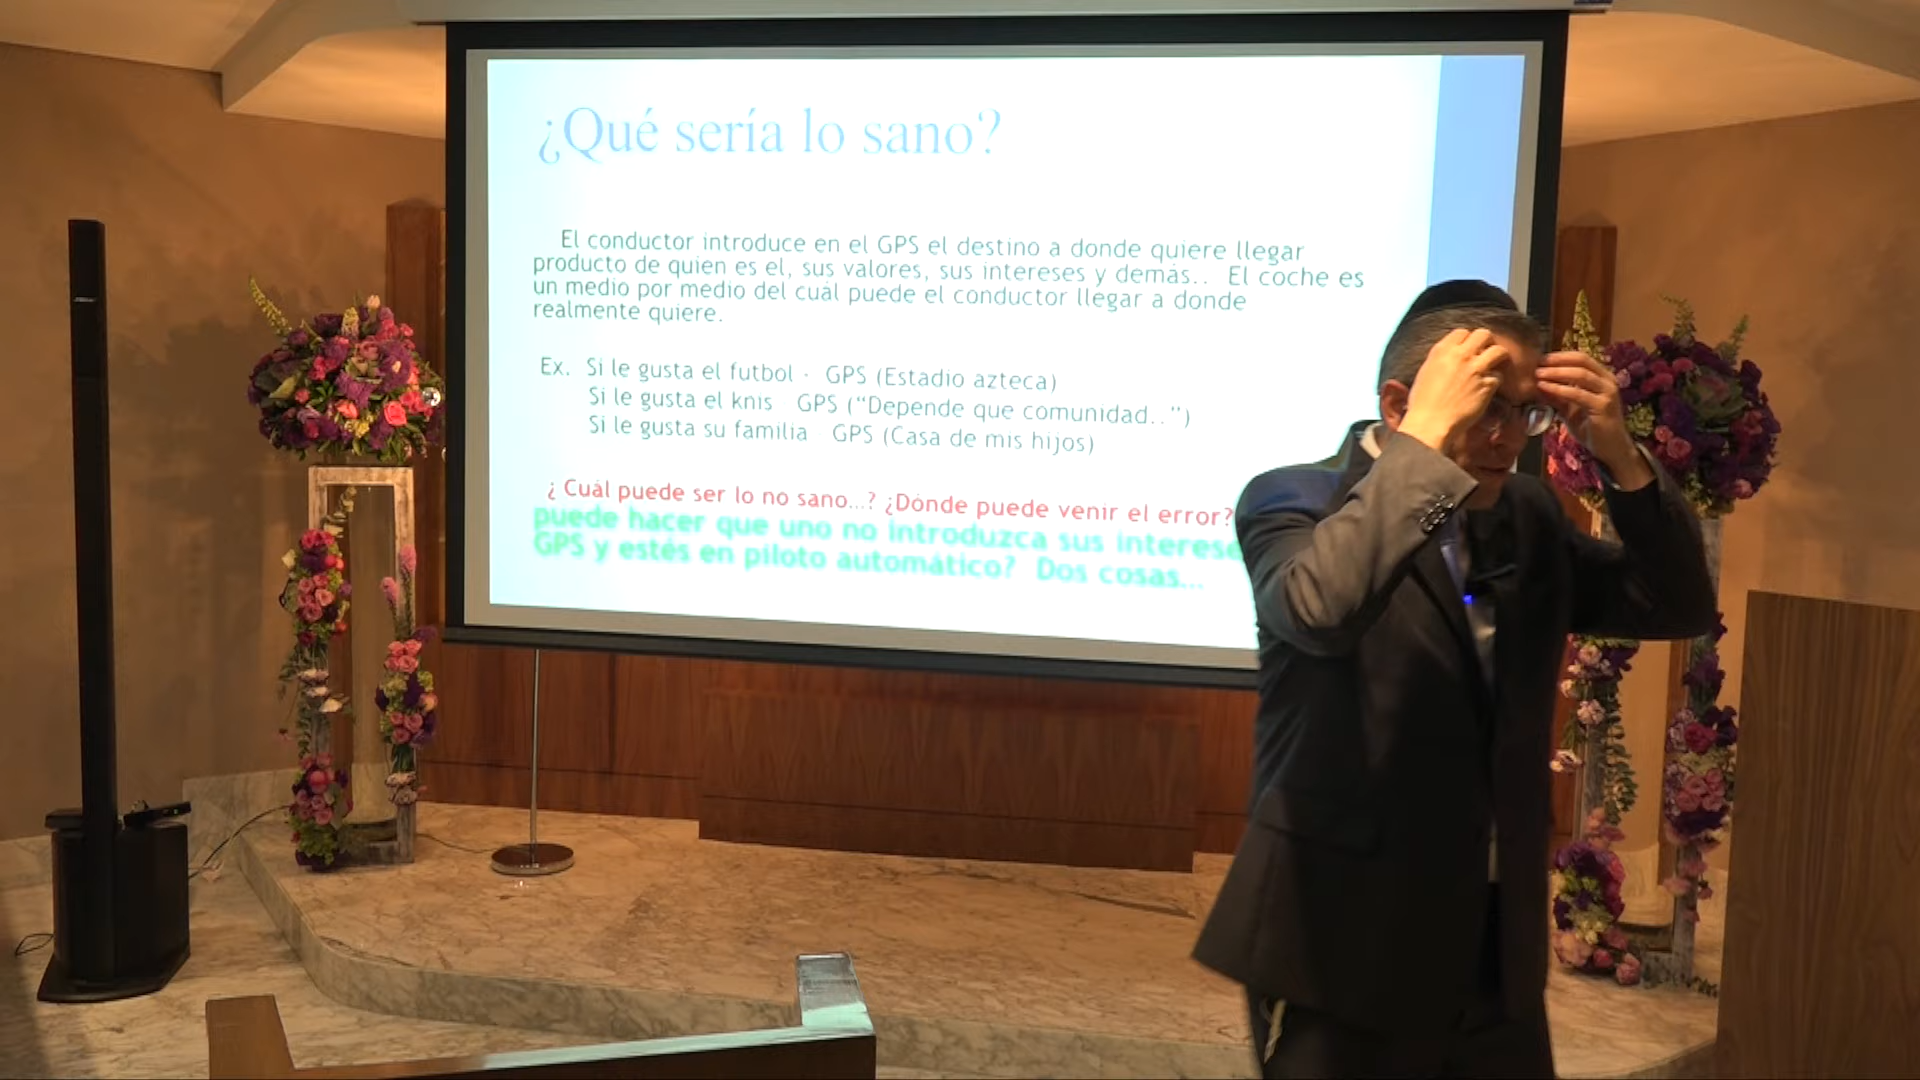 ¿Qué sería lo sano?
El conductor introduce en el GPS el destino a donde quiere llegar
producto de quien es el, sus valores, sus intereses y demás.. El coche es
un medio por medio del cuál puede el conductor llegar a donde
realmente quiere.
Ex. Si le gusta el futbol - GPS (Estadio azteca)
Si le gusta el knis GPS (“Depende que comunidad..”)
Si le gusta su familia GPS (Casa de mis hijos)
¿ Cuál puede ser lo no sano...? ¿Dónde puede venir el error?
puede hacer que uno no introduzca sus interese
GPS y estés en piloto automático? Dos cosas...